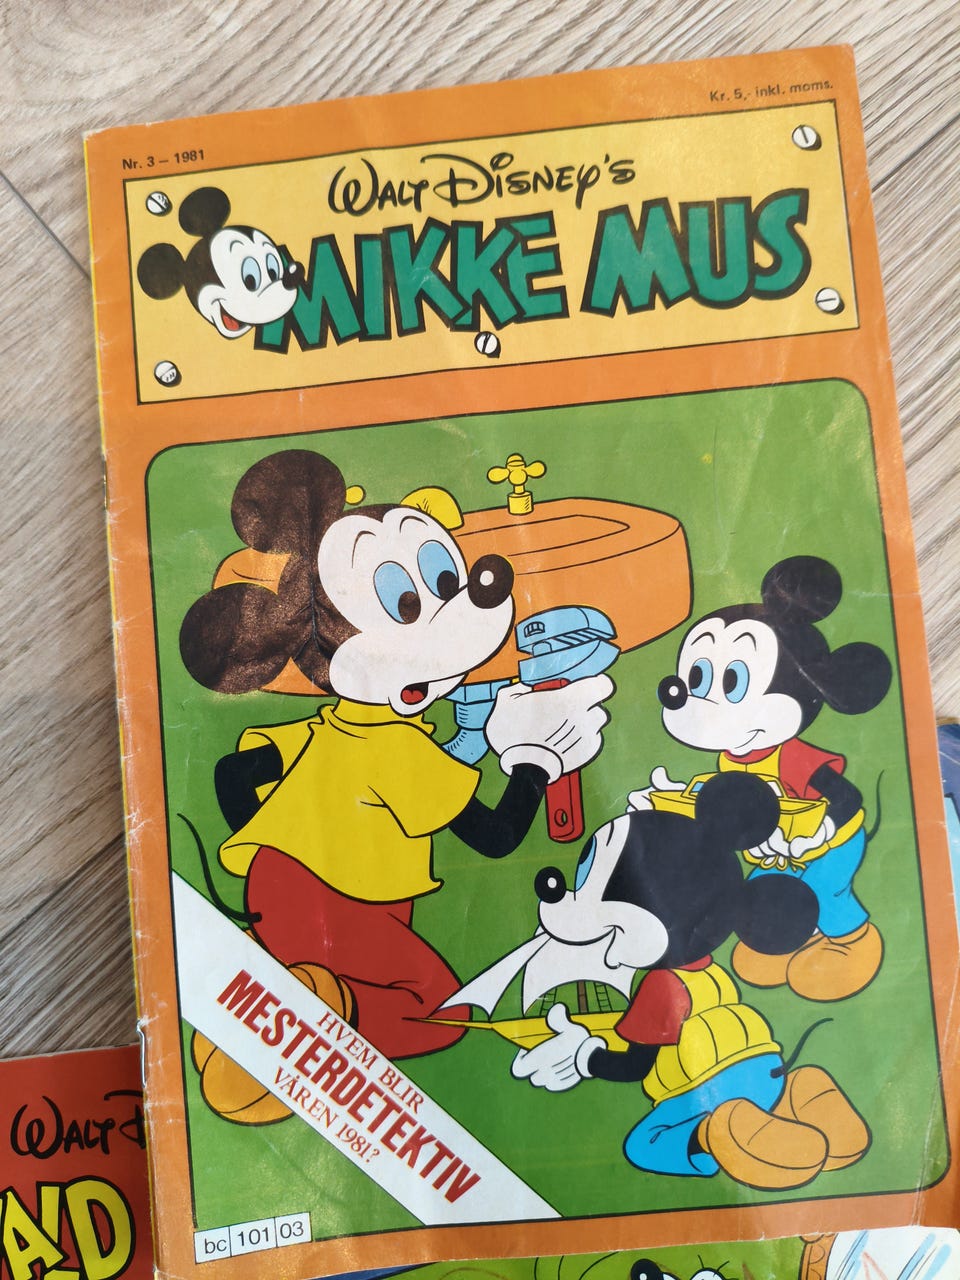 Nr. 3 – 1981
Kr. 5,- inkl. moms.
WALT DISNEY'S
MIKKE MUS
HVEM BLIR
MESTERDETEKTIV
VÅREN 1981?
bc 101 03
WALT D
ALD